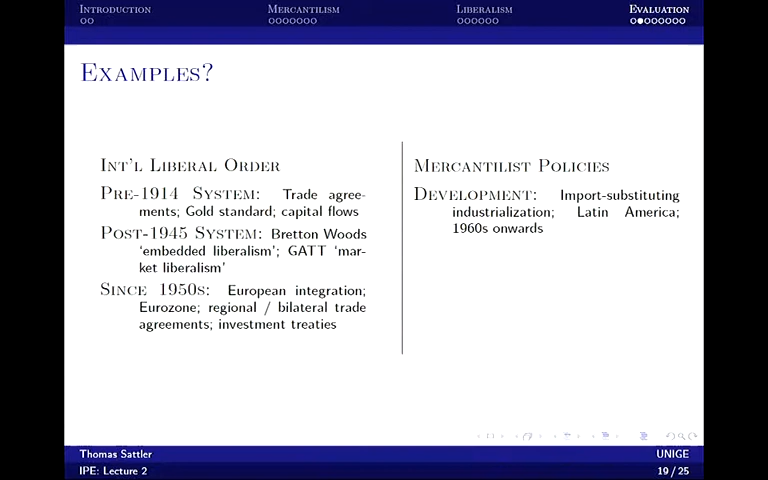 INTRODUCTION
MERCANTILISM
LIBERALISM
EVALUATION
EXAMPLES?
INT'L LIBERAL ORDER
PRE-1914 SYSTEM: Trade agree-
ments; Gold standard; capital flows
POST-1945 SYSTEM: Bretton Woods
‘embedded liberalism’; GATT ‘mar-
ket liberalism’
SINCE 1950S: European integration;
Eurozone; regional / bilateral trade
agreements; investment treaties
MERCANTILIST POLICIES
DEVELOPMENT: Import-substituting
industrialization; Latin America;
1960s onwards
Thomas Sattler
UNIGE
IPE: Lecture 2
19 / 25